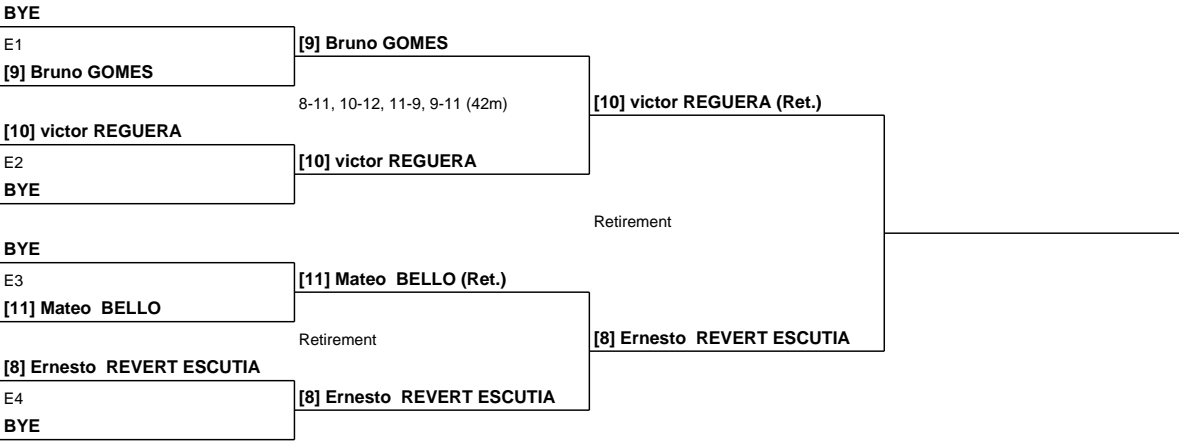 BYE
E1
[9] Bruno GOMES
[9] Bruno GOMES
8-11, 10-12, 11-9, 9-11 (42m)
[10] victor REGUERA (Ret.)
[10] victor REGUERA
E2
[10] victor REGUERA
BYE
Retirement
BYE
E3
[11] Mateo  BELLO (Ret.)
[11] Mateo  BELLO
Retirement
[8] Ernesto  REVERT ESCUTIA
[8] Ernesto  REVERT ESCUTIA
E4
[8] Ernesto  REVERT ESCUTIA
BYE